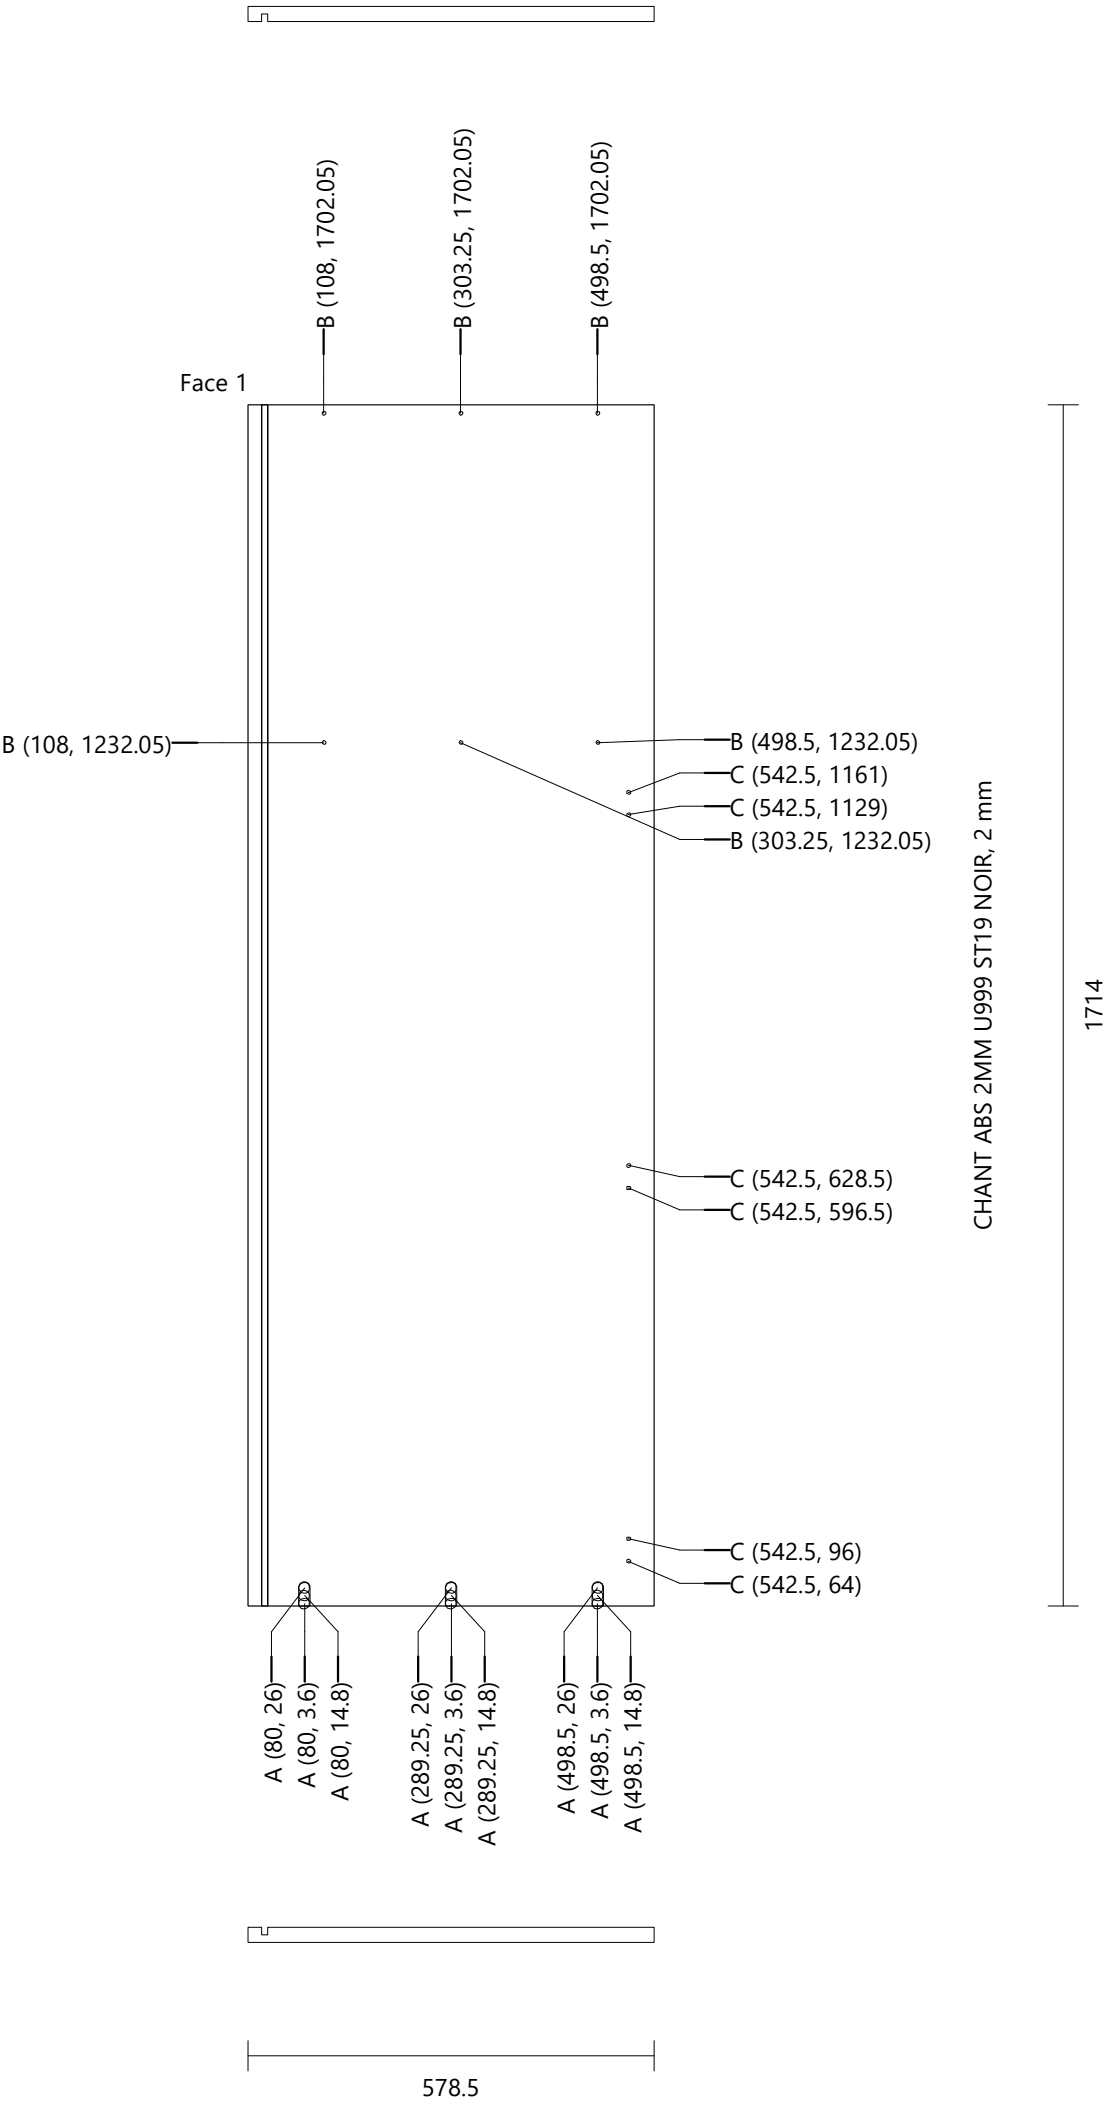 B (108, 1702.05)
B (303.25, 1702.05)
B (498.5, 1702.05)
Face 1
B (108, 1232.05)
B (498.5, 1232.05)
C (542.5, 1161)
C (542.5, 1129)
B (303.25, 1232.05)
CHANT ABS 2MM U999 ST19 NOIR, 2 mm
1714
C (542.5, 628.5)
C (542.5, 596.5)
C (542.5, 96)
C (542.5, 64)
A (80, 26)
A (80, 3.6)
A (80, 14.8)
A (289.25, 26)
A (289.25, 3.6)
A (289.25, 14.8)
A (498.5, 26)
A (498.5, 3.6)
A (498.5, 14.8)
578.5